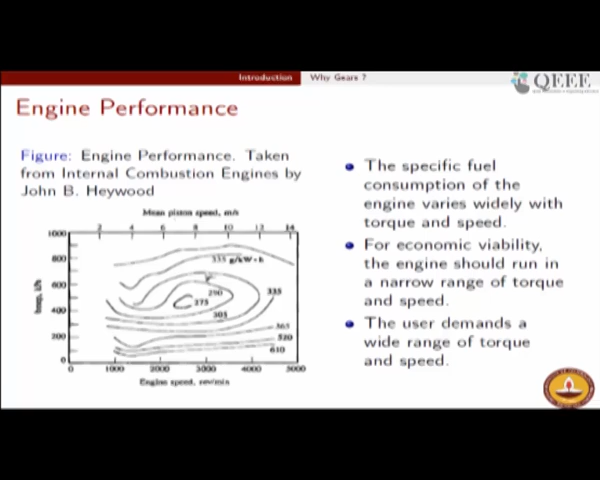 Introduction Why Gears ?
QEEE
Engine Performance
Figure: Engine Performance. Taken
from Internal Combustion Engines by
John B. Heywood
The specific fuel
consumption of the
engine varies widely with
torque and speed.
For economic viability,
the engine should run in
a narrow range of torque
and speed.
The user demands a
wide range of torque
and speed.
Mean piston speed, m/s
2 4 6 8 10 12 14
1000
800
600
400
200
0
335 g/kW·h
290
275
305
335
365
520
610
0 1000 2000 3000 4000 5000
Engine speed, rev/min